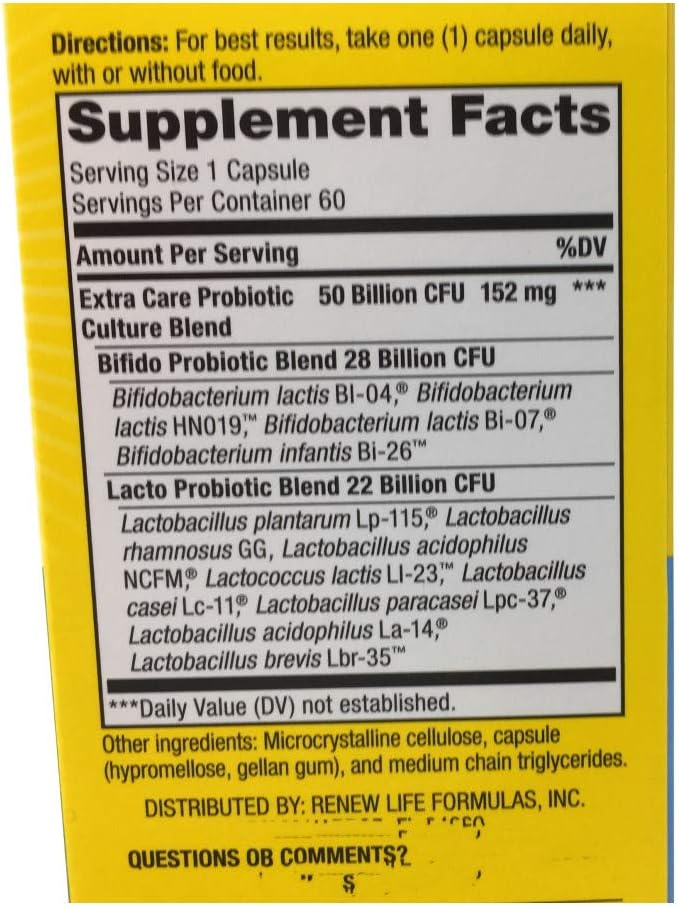 Directions: For best results, take one (1) capsule daily,
with or without food.
Supplement Facts
Serving Size 1 Capsule
Servings Per Container 60
Amount Per Serving %DV
Extra Care Probiotic 50 Billion CFU 152 mg ***
Culture Blend
Bifido Probiotic Blend 28 Billion CFU
Bifidobacterium lactis Bl-04,® Bifidobacterium
lactis HN019,™ Bifidobacterium lactis Bi-07,®
Bifidobacterium infantis Bi-26™
Lacto Probiotic Blend 22 Billion CFU
Lactobacillus plantarum Lp-115,® Lactobacillus
rhamnosus GG, Lactobacillus acidophilus
NCFM,® Lactococcus lactis Ll-23,™ Lactobacillus
casei Lc-11,® Lactobacillus paracasei Lpc-37,®
Lactobacillus acidophilus La-14,®
Lactobacillus brevis Lbr-35™
***Daily Value (DV) not established.
Other ingredients: Microcrystalline cellulose, capsule
(hypromellose, gellan gum), and medium chain triglycerides.
DISTRIBUTED BY: RENEW LIFE FORMULAS, INC.
QUESTIONS OB COMMENTS?